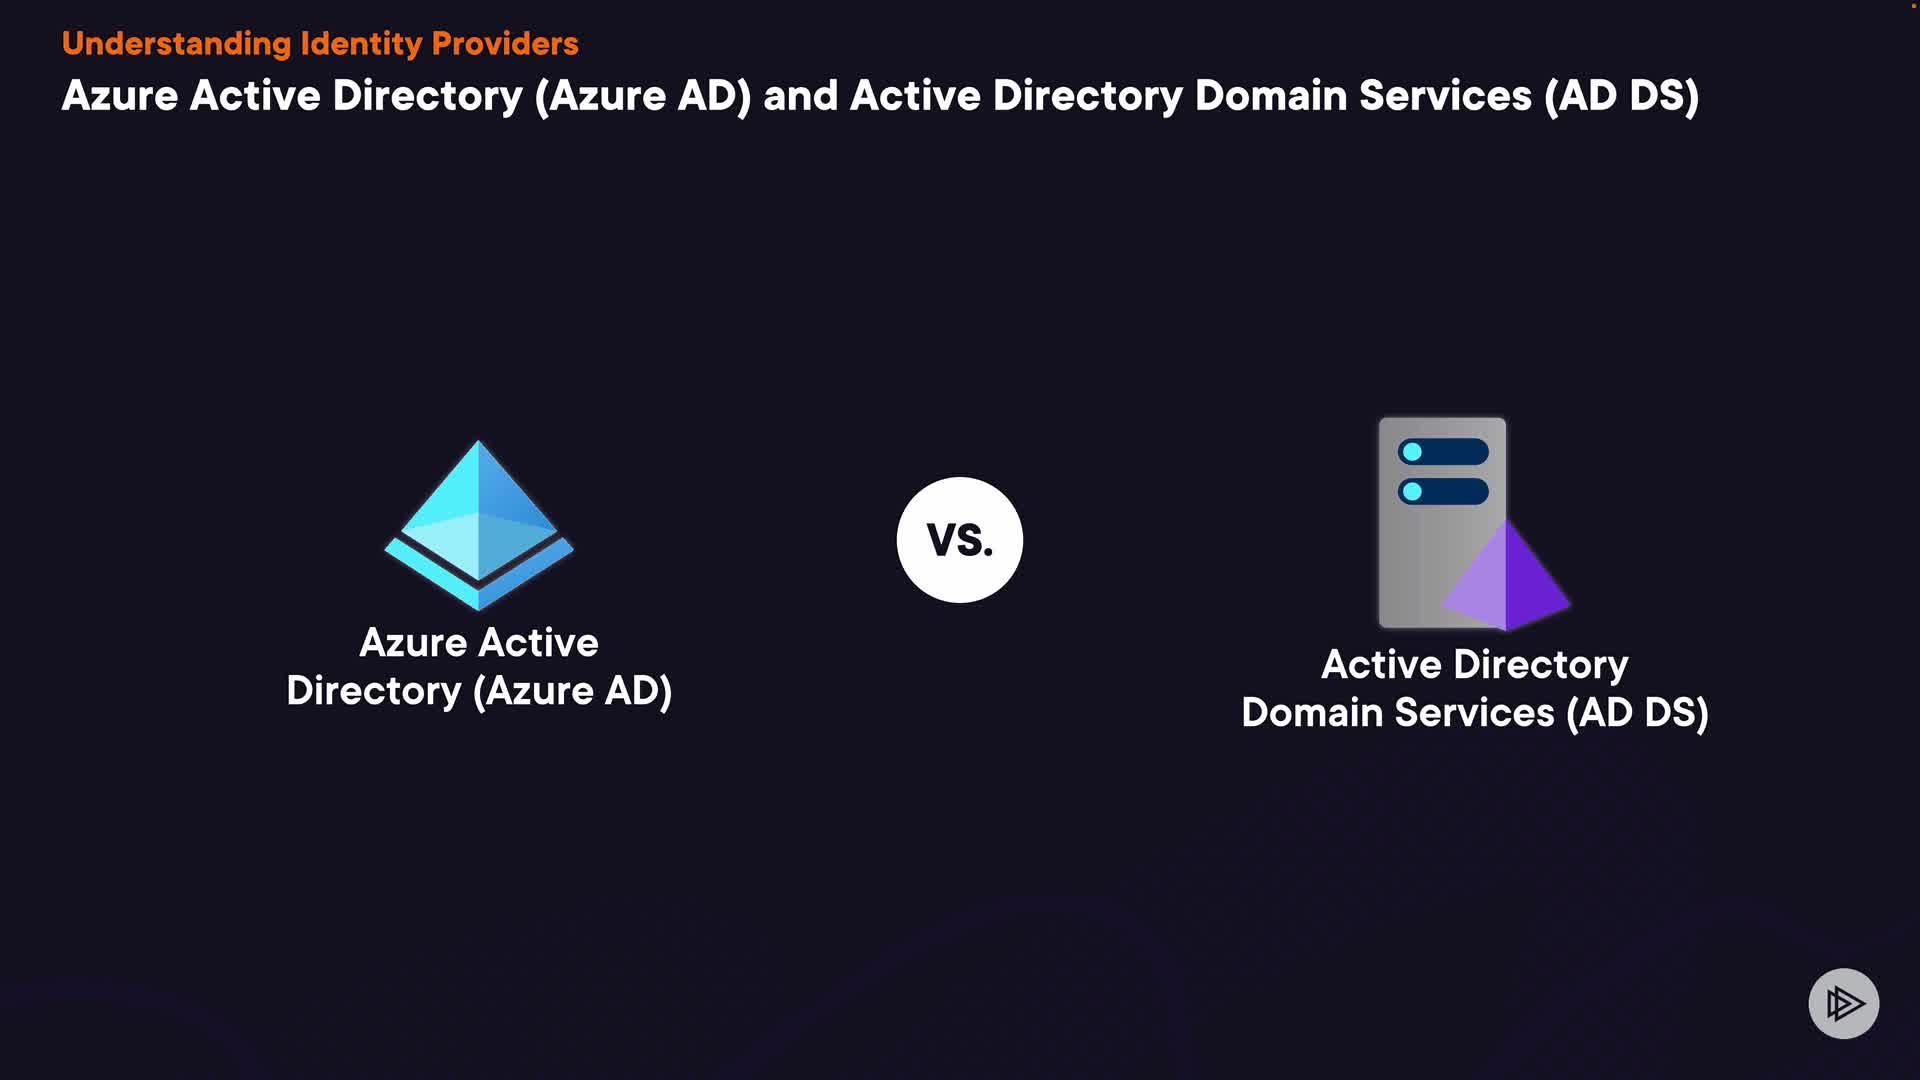 Understanding Identity Providers
Azure Active Directory (Azure AD) and Active Directory Domain Services (AD DS)
Azure Active
Directory (Azure AD)
VS.
Active Directory
Domain Services (AD DS)